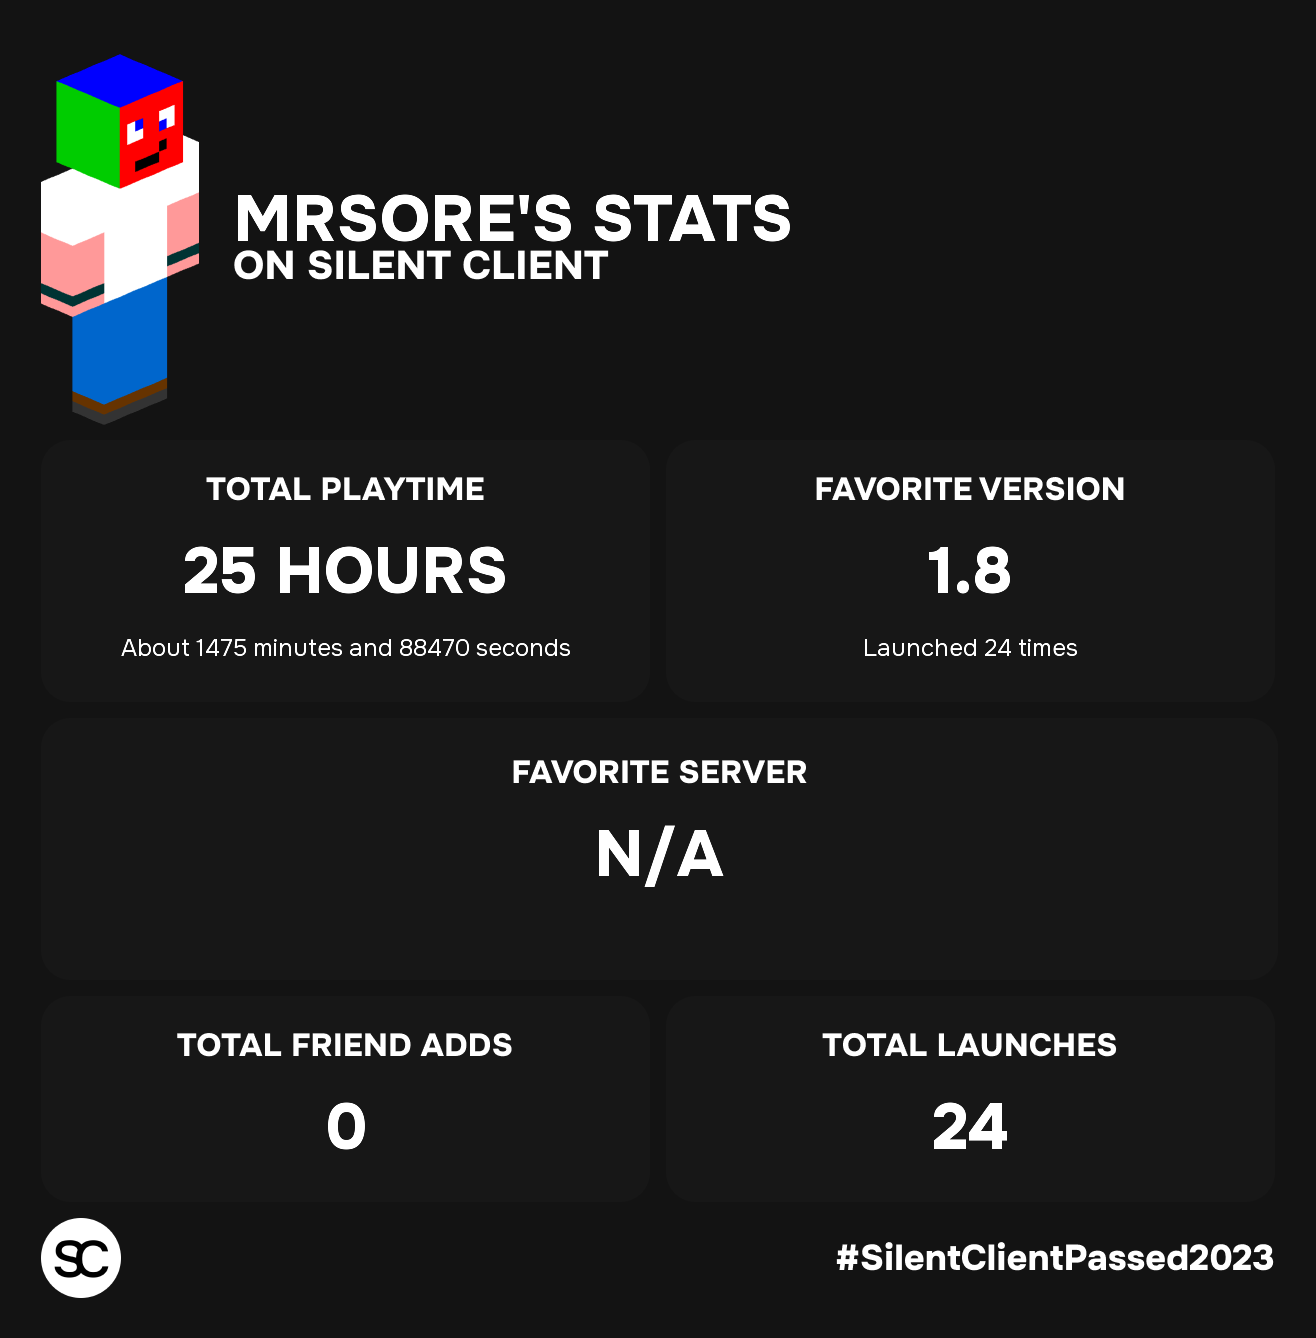 MRSORE'S STATS
ON SILENT CLIENT
TOTAL PLAYTIME
25 HOURS
About 1475 minutes and 88470 seconds
FAVORITE VERSION
1.8
Launched 24 times
FAVORITE SERVER
N/A
TOTAL FRIEND ADDS
0
TOTAL LAUNCHES
24
SC
#SilentClientPassed2023